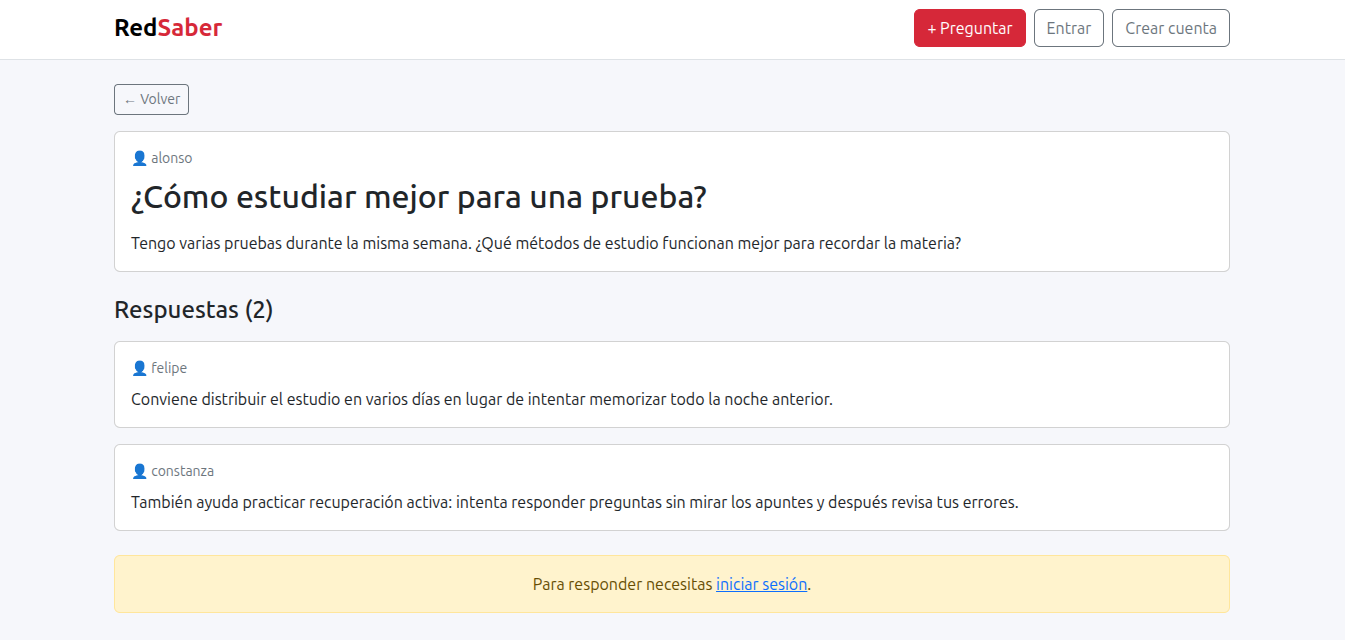 RedSaber
+ Preguntar
Entrar
Crear cuenta
← Volver
alonso
¿Cómo estudiar mejor para una prueba?
Tengo varias pruebas durante la misma semana. ¿Qué métodos de estudio funcionan mejor para recordar la materia?
Respuestas (2)
felipe
Conviene distribuir el estudio en varios días en lugar de intentar memorizar todo la noche anterior.
constanza
También ayuda practicar recuperación activa: intenta responder preguntas sin mirar los apuntes y después revisa tus errores.
Para responder necesitas iniciar sesión.